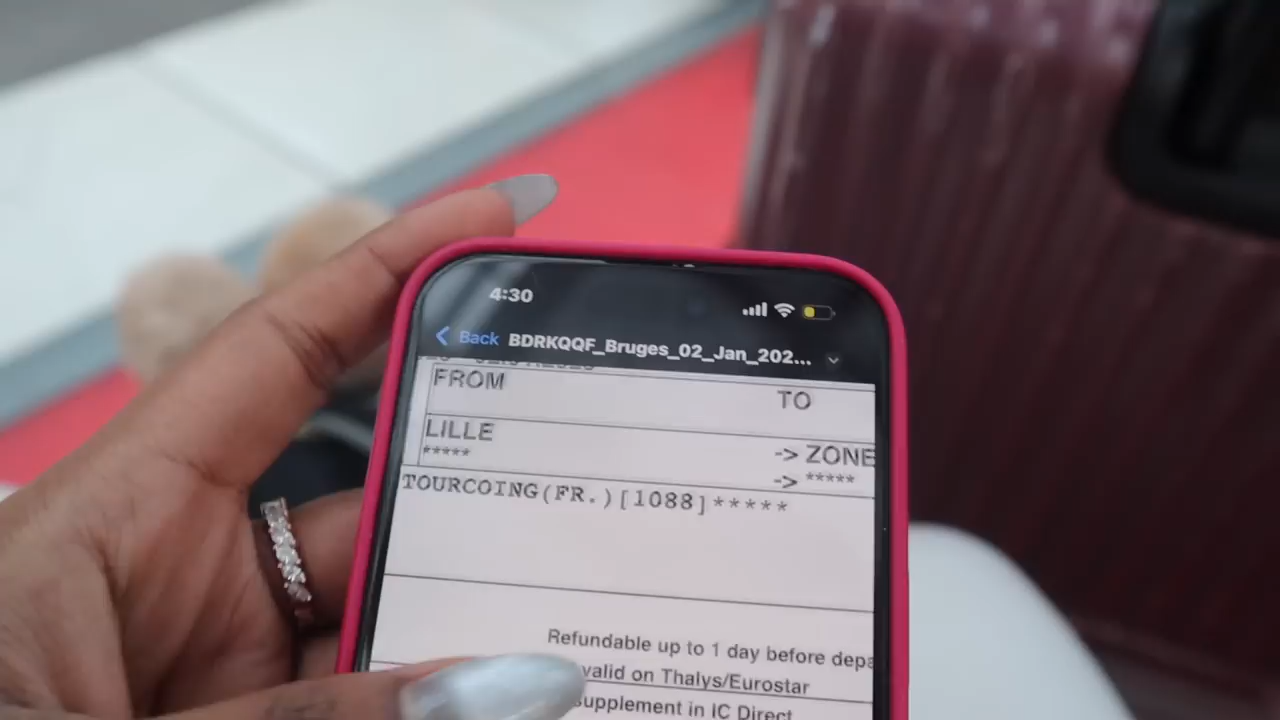 4:30
Back BDRKQQF_Bruges_02_Jan_202...
FROM TO
LILLE -> ZONE
***** -> *****
TOURCOING(FR.)[1088]*****
Refundable up to 1 day before depa
valid on Thalys/Eurostar
supplement in IC Direct